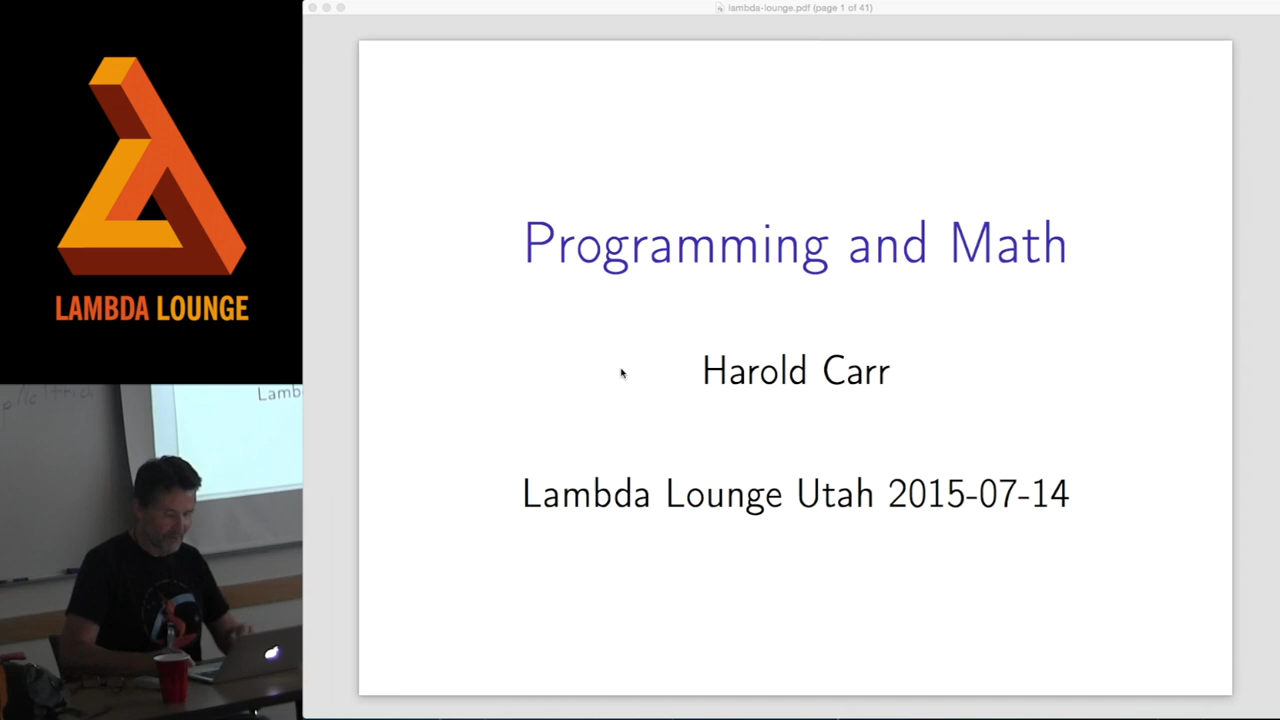 lambda-lounge.pdf (page 1 of 41)
LAMBDA LOUNGE
Programming and Math
Harold Carr
Lambda Lounge Utah 2015-07-14
Lamb